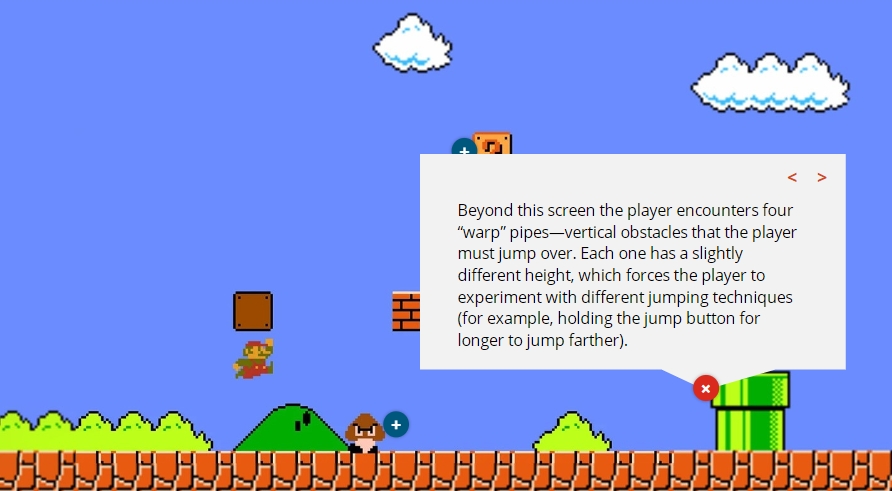 ?
< >
Beyond this screen the player encounters four
“warp” pipes—vertical obstacles that the player
must jump over. Each one has a slightly
different height, which forces the player to
experiment with different jumping techniques
(for example, holding the jump button for
longer to jump farther).